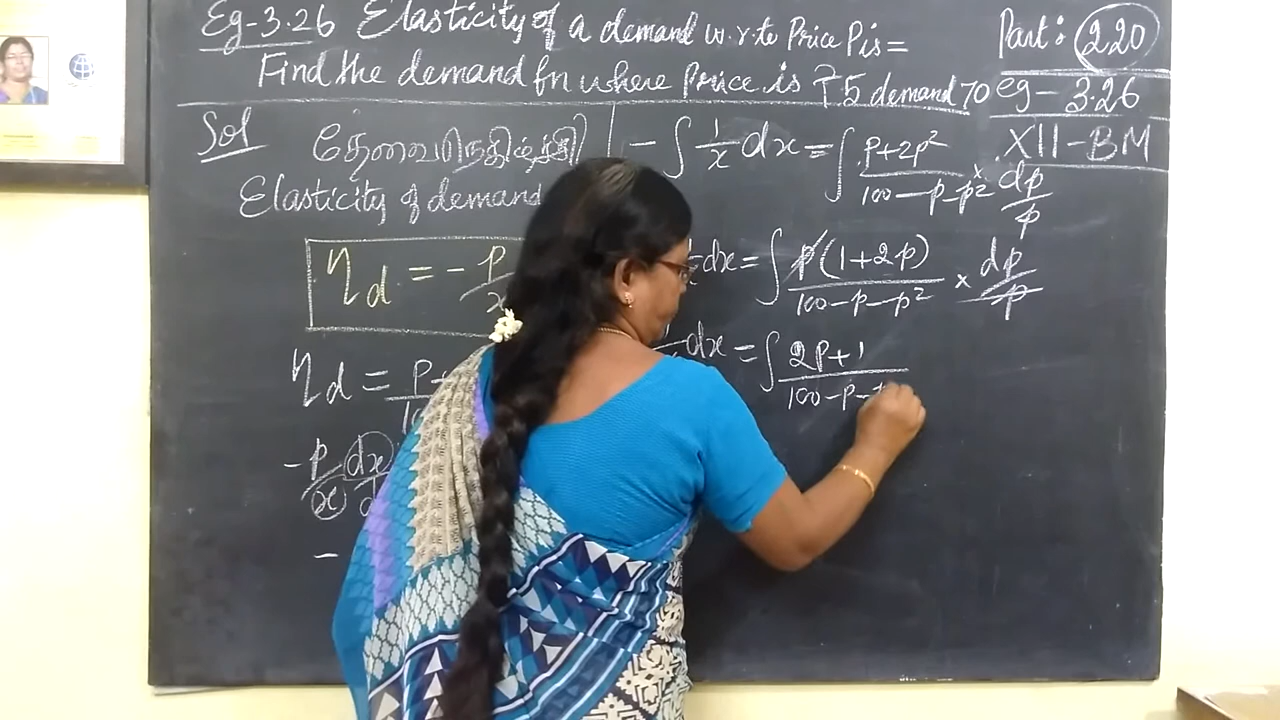 Eg-3.26 Elasticity of a demand w.r.to Price P is =
Find the demand fn where Price is ₹5 demand 70
Part: 220
eg - 3.26
XII-BM
Sol தேவை நெகிழ்ச்சி
Elasticity of demand
ηd = - p/x
ηd = p+
- p/x dx/d
-
- ∫ 1/x dx = ∫ p+2p²/100-p-p² × dp/p
dx = ∫ p(1+2p)/100-p-p² × dp/p
dx = ∫ 2p+1/100-p-